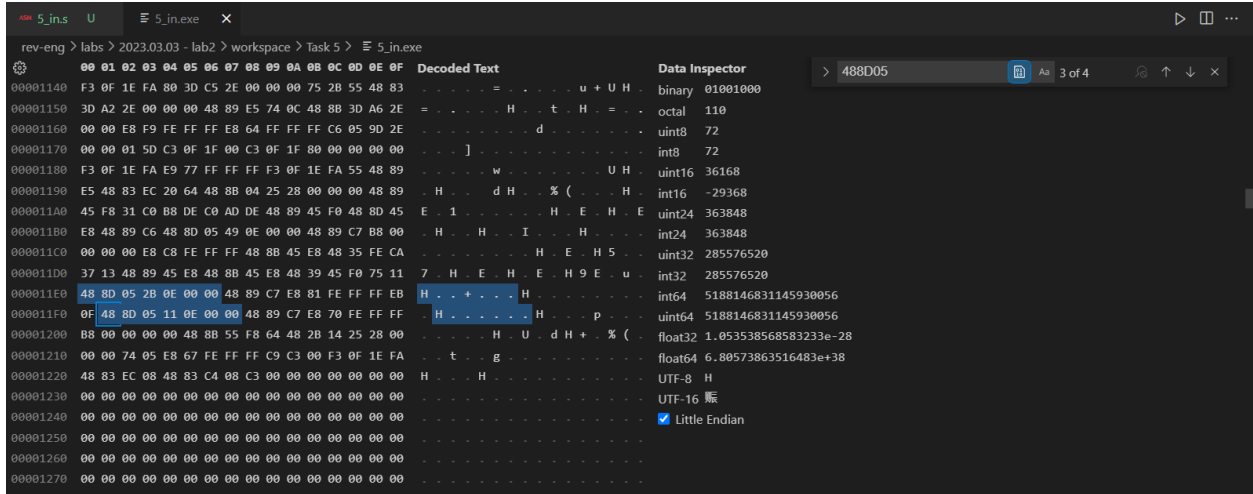 ASM 5_in.s U 5_in.exe ×
rev-eng > labs > 2023.03.03 - lab2 > workspace > Task 5 > 5_in.exe
488D05 Aa 3 of 4
00 01 02 03 04 05 06 07 08 09 0A 0B 0C 0D 0E 0F Decoded Text Data Inspector
00001140 F3 0F 1E FA 80 3D C5 2E 00 00 00 75 2B 55 48 83 . . . . . = . . . . . u + U H . binary 01001000
00001150 3D A2 2E 00 00 00 48 89 E5 74 0C 48 8B 3D A6 2E = . . . . . H . . t . H . = . . octal 110
00001160 00 00 E8 F9 FE FF FF E8 64 FF FF FF C6 05 9D 2E . . . . . . . . d . . . . . . . uint8 72
00001170 00 00 01 5D C3 0F 1F 00 C3 0F 1F 80 00 00 00 00 . . . ] . . . . . . . . . . . . int8 72
00001180 F3 0F 1E FA E9 77 FF FF FF F3 0F 1E FA 55 48 89 . . . . . w . . . . . . . U H . uint16 36168
00001190 E5 48 83 EC 20 64 48 8B 04 25 28 00 00 00 48 89 . H . . d H . . % ( . . . H . int16 -29368
000011A0 45 F8 31 C0 B8 DE C0 AD DE 48 89 45 F0 48 8D 45 E . 1 . . . . . . H . E . H . E uint24 363848
000011B0 E8 48 89 C6 48 8D 05 49 0E 00 00 48 89 C7 B8 00 . H . . H . . I . . . H . . . . int24 363848
000011C0 00 00 00 E8 C8 FE FF FF 48 8B 45 E8 48 35 FE CA . . . . . . . . H . E . H 5 . . uint32 285576520
000011D0 37 13 48 89 45 E8 48 8B 45 E8 48 39 45 F0 75 11 7 . H . E . H . E . H 9 E . u . int32 285576520
000011E0 48 8D 05 2B 0E 00 00 48 89 C7 E8 81 FE FF FF EB H . . + . . . H . . . . . . . . int64 5188146831145930056
000011F0 0F 48 8D 05 11 0E 00 00 48 89 C7 E8 70 FE FF FF . H . . . . . . H . . . p . . . uint64 5188146831145930056
00001200 B8 00 00 00 00 48 8B 55 F8 64 48 2B 14 25 28 00 . . . . . H . U . d H + . % ( . float32 1.053538568583233e-28
00001210 00 00 74 05 E8 67 FE FF FF C9 C3 00 F3 0F 1E FA . . t . . g . . . . . . . . . . float64 6.80573863516483e+38
00001220 48 83 EC 08 48 83 C4 08 C3 00 00 00 00 00 00 00 H . . . H . . . . . . . . . . . UTF-8 H
00001230 00 00 00 00 00 00 00 00 00 00 00 00 00 00 00 00 . . . . . . . . . . . . . . . . UTF-16 赈
00001240 00 00 00 00 00 00 00 00 00 00 00 00 00 00 00 00 . . . . . . . . . . . . . . . . Little Endian
00001250 00 00 00 00 00 00 00 00 00 00 00 00 00 00 00 00 . . . . . . . . . . . . . . . .
00001260 00 00 00 00 00 00 00 00 00 00 00 00 00 00 00 00 . . . . . . . . . . . . . . . .
00001270 00 00 00 00 00 00 00 00 00 00 00 00 00 00 00 00 . . . . . . . . . . . . . . . .